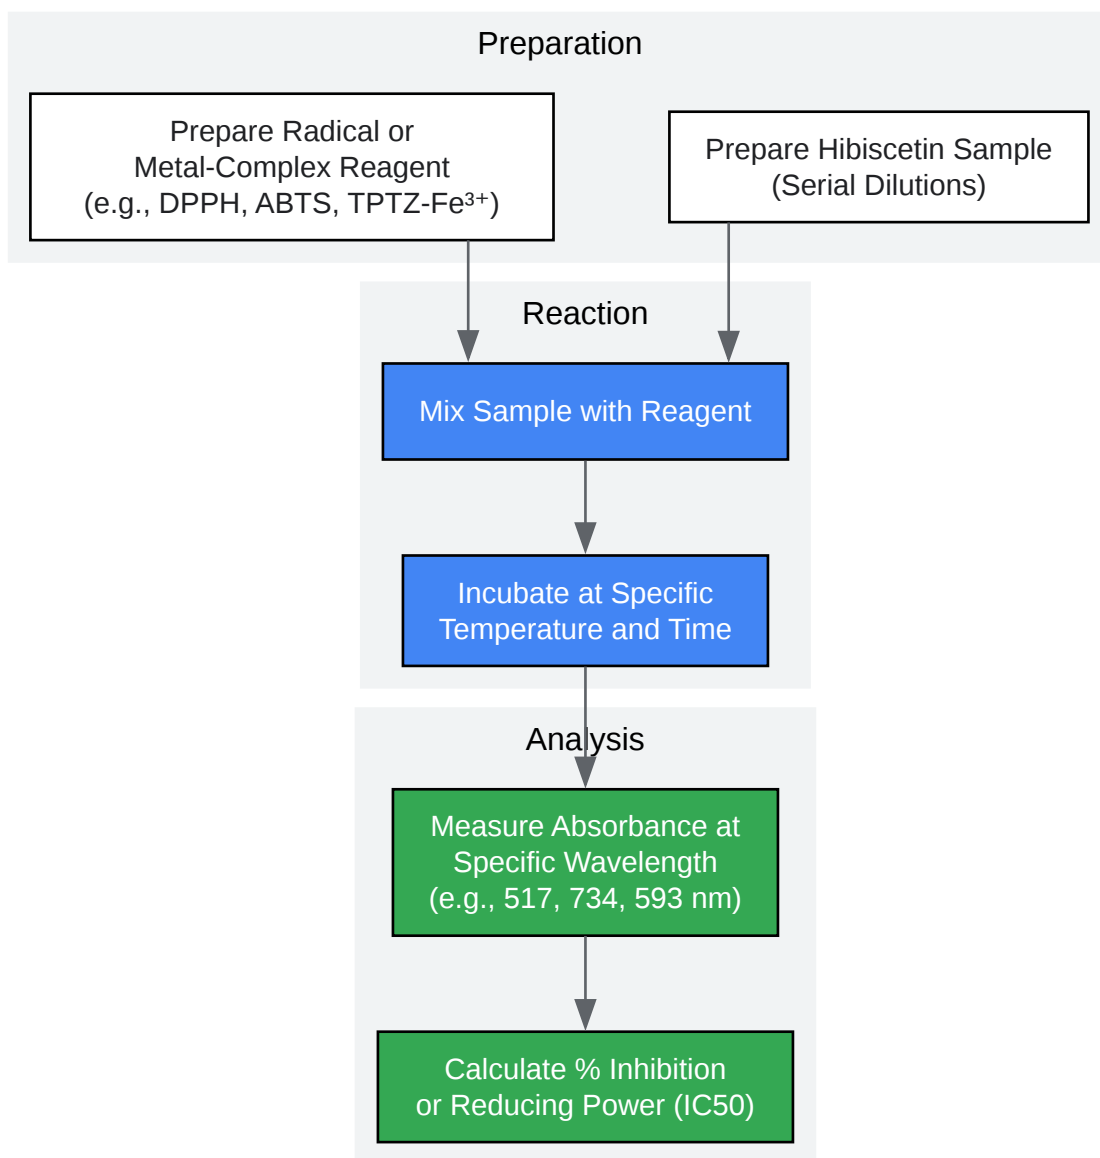 Preparation
Prepare Radical or
Metal-Complex Reagent
(e.g., DPPH, ABTS, TPTZ-Fe³⁺)
Prepare Hibiscetin Sample
(Serial Dilutions)
Reaction
Mix Sample with Reagent
Incubate at Specific
Temperature and Time
Analysis
Measure Absorbance at
Specific Wavelength
(e.g., 517, 734, 593 nm)
Calculate % Inhibition
or Reducing Power (IC50)